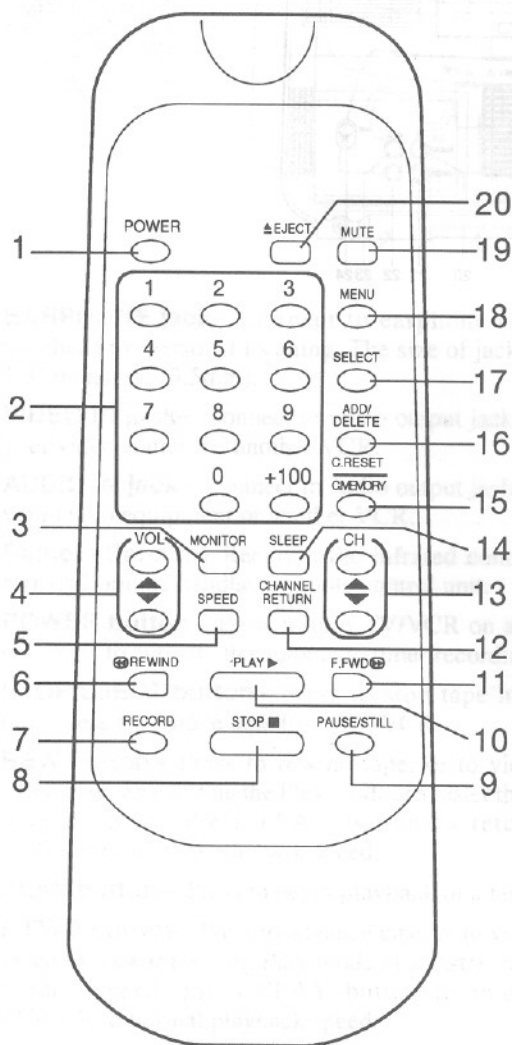 20
POWER ≜EJECT MUTE
1 19
1 2 3 MENU
18
4 5 6 SELECT
17
2 7 8 9 ADD/
DELETE
16
0 +100 C.RESET
C.MEMORY
15
3 VOL MONITOR SLEEP CH 14
4 SPEED CHANNEL
RETURN 13
5 12
REWIND PLAY ▶ F.FWD
6 11
7 RECORD STOP ■ PAUSE/STILL 10
8 9